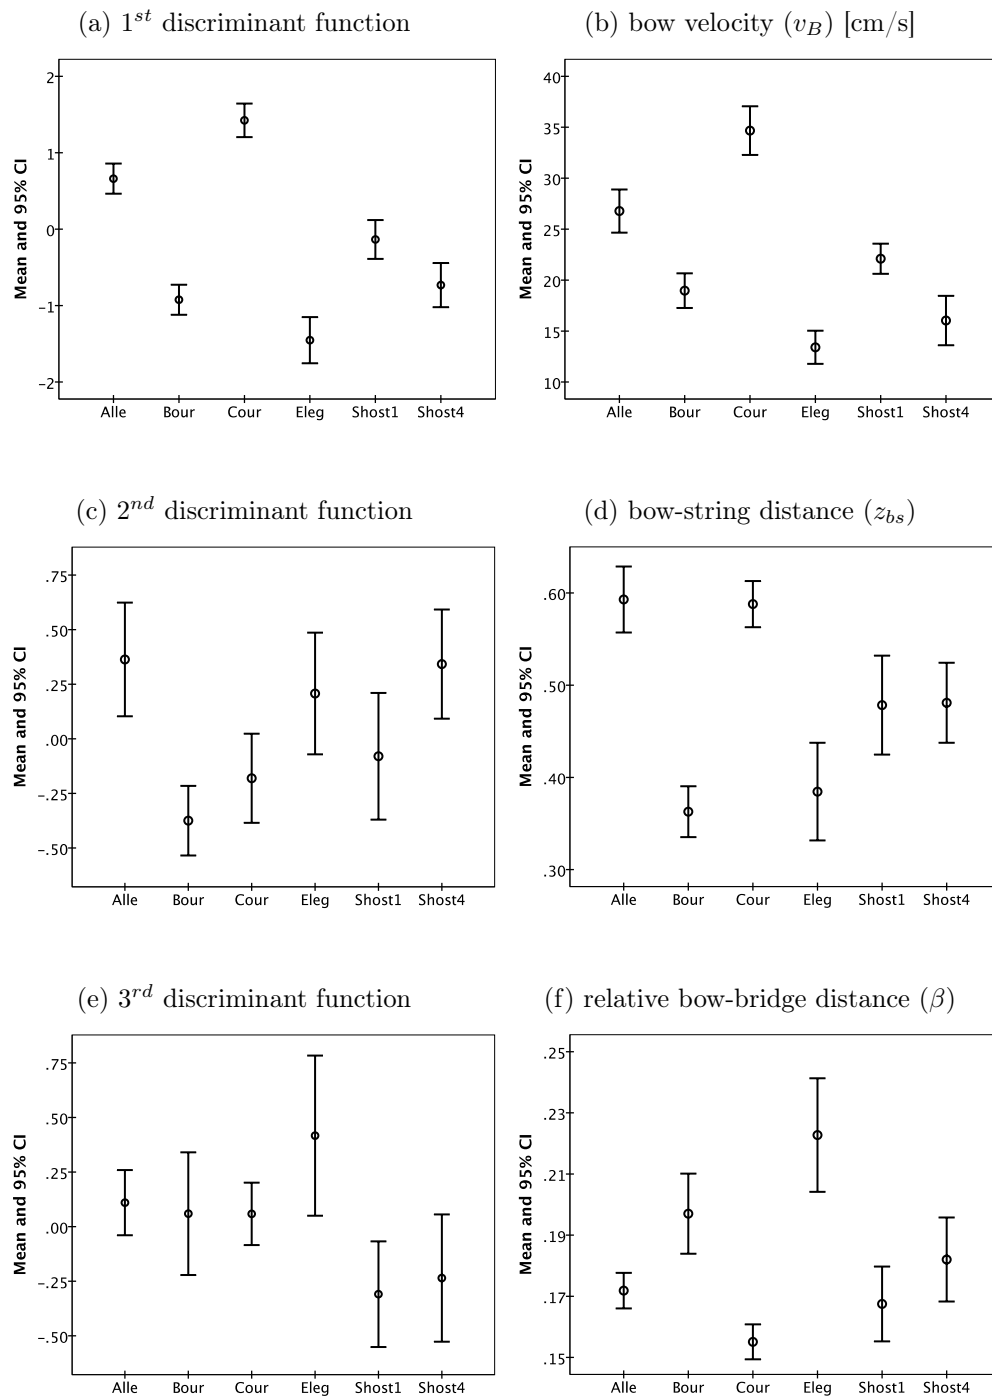 (a) 1st discriminant function
2
1
0
−1
−2
Mean and 95% CI
Alle Bour Cour Eleg Shost1 Shost4
(b) bow velocity (vB) [cm/s]
40
35
30
25
20
15
10
Mean and 95% CI
Alle Bour Cour Eleg Shost1 Shost4
(c) 2nd discriminant function
.75
.50
.25
.00
−.25
−.50
Mean and 95% CI
Alle Bour Cour Eleg Shost1 Shost4
(d) bow-string distance (zbs)
.60
.50
.40
.30
Mean and 95% CI
Alle Bour Cour Eleg Shost1 Shost4
(e) 3rd discriminant function
.75
.50
.25
.00
−.25
−.50
Mean and 95% CI
Alle Bour Cour Eleg Shost1 Shost4
(f) relative bow-bridge distance (β)
.25
.23
.21
.19
.17
.15
Mean and 95% CI
Alle Bour Cour Eleg Shost1 Shost4